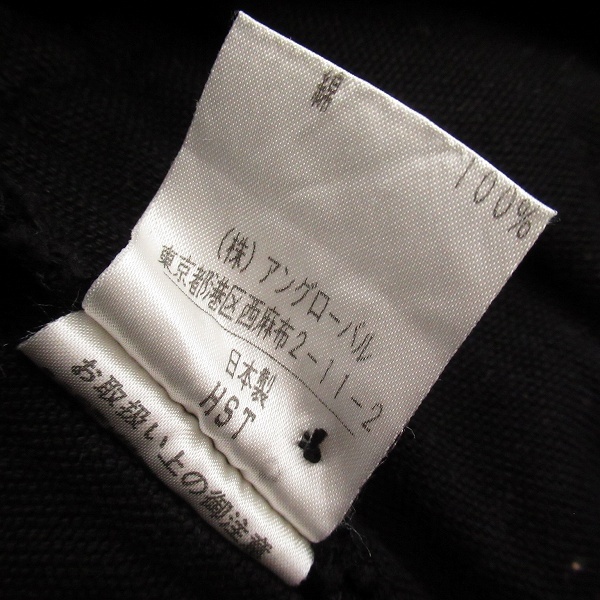 綿 100%
(株)アングローバル
東京都港区西麻布2-11-2
日本製
HST
お取扱い上の御注意